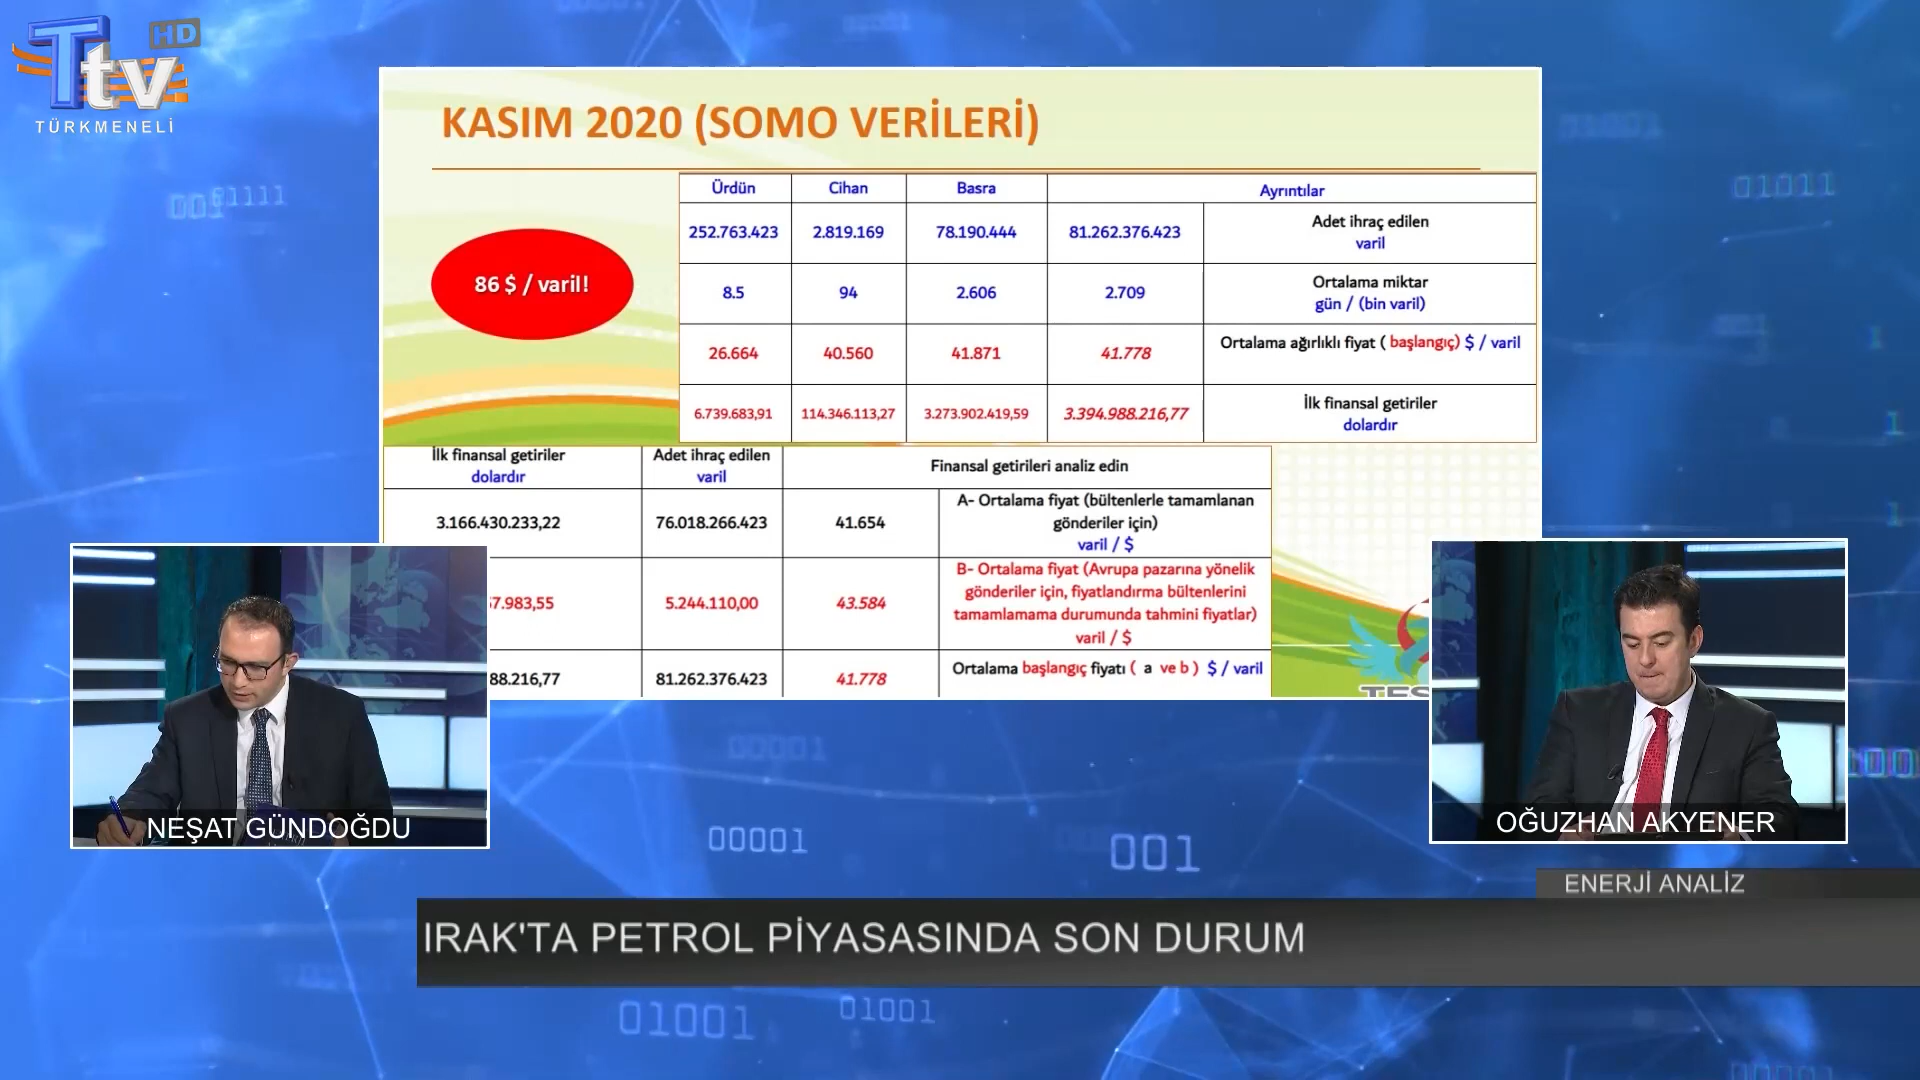 Ttv HD
TÜRKMENELİ
KASIM 2020 (SOMO VERİLERİ)
86 $ / varil!
Ürdün Cihan Basra Ayrıntılar
252.763.423 2.819.169 78.190.444 81.262.376.423 Adet ihraç edilen
varil
8.5 94 2.606 2.709 Ortalama miktar
gün / (bin varil)
26.664 40.560 41.871 41.778 Ortalama ağırlıklı fiyat ( başlangıç) $ / varil
6.739.683,91 114.346.113,27 3.273.902.419,59 3.394.988.216,77 İlk finansal getiriler
dolardır
İlk finansal getiriler Adet ihraç edilen Finansal getirileri analiz edin
dolardır varil
3.166.430.233,22 76.018.266.423 41.654 A- Ortalama fiyat (bültenlerle tamamlanan
gönderiler için)
varil / $
7.983,55 5.244.110,00 43.584 B- Ortalama fiyat (Avrupa pazarına yönelik
gönderiler için, fiyatlandırma bültenlerini
tamamlamama durumunda tahmini fiyatlar)
varil / $
88.216,77 81.262.376.423 41.778 Ortalama başlangıç fiyatı ( a ve b ) $ / varil
NEŞAT GÜNDOĞDU
OĞUZHAN AKYENER
ENERJİ ANALİZ
IRAK'TA PETROL PİYASASINDA SON DURUM
00001
001
01001
01001
01011
00001